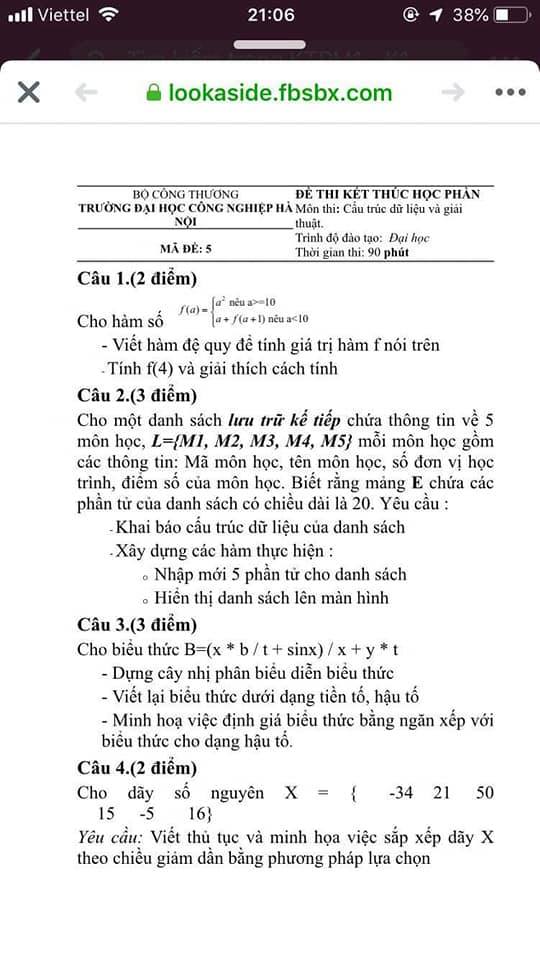 Viettel 21:06 38%
lookaside.fbsbx.com
BỘ CÔNG THƯƠNG
TRƯỜNG ĐẠI HỌC CÔNG NGHIỆP HÀ
NỘI
MÃ ĐỀ: 5
ĐỀ THI KẾT THÚC HỌC PHẦN
Môn thi: Cấu trúc dữ liệu và giải
thuật.
Trình độ đào tạo: Đại học
Thời gian thi: 90 phút
Câu 1.(2 điểm)
Cho hàm số f(a) = { a² nêu a>=10
a + f(a+1) nêu a<10
- Viết hàm đệ quy để tính giá trị hàm f nói trên
- Tính f(4) và giải thích cách tính
Câu 2.(3 điểm)
Cho một danh sách lưu trữ kế tiếp chứa thông tin về 5
môn học, L={M1, M2, M3, M4, M5} mỗi môn học gồm
các thông tin: Mã môn học, tên môn học, số đơn vị học
trình, điểm số của môn học. Biết rằng mảng E chứa các
phần tử của danh sách có chiều dài là 20. Yêu cầu :
- Khai báo cấu trúc dữ liệu của danh sách
- Xây dựng các hàm thực hiện :
o Nhập mới 5 phần tử cho danh sách
o Hiển thị danh sách lên màn hình
Câu 3.(3 điểm)
Cho biểu thức B=(x * b / t + sinx) / x + y * t
- Dựng cây nhị phân biểu diễn biểu thức
- Viết lại biểu thức dưới dạng tiền tố, hậu tố
- Minh hoạ việc định giá biểu thức bằng ngăn xếp với
biểu thức cho dạng hậu tố.
Câu 4.(2 điểm)
Cho dãy số nguyên X = { -34 21 50
15 -5 16}
Yêu cầu: Viết thủ tục và minh họa việc sắp xếp dãy X
theo chiều giảm dần bằng phương pháp lựa chọn